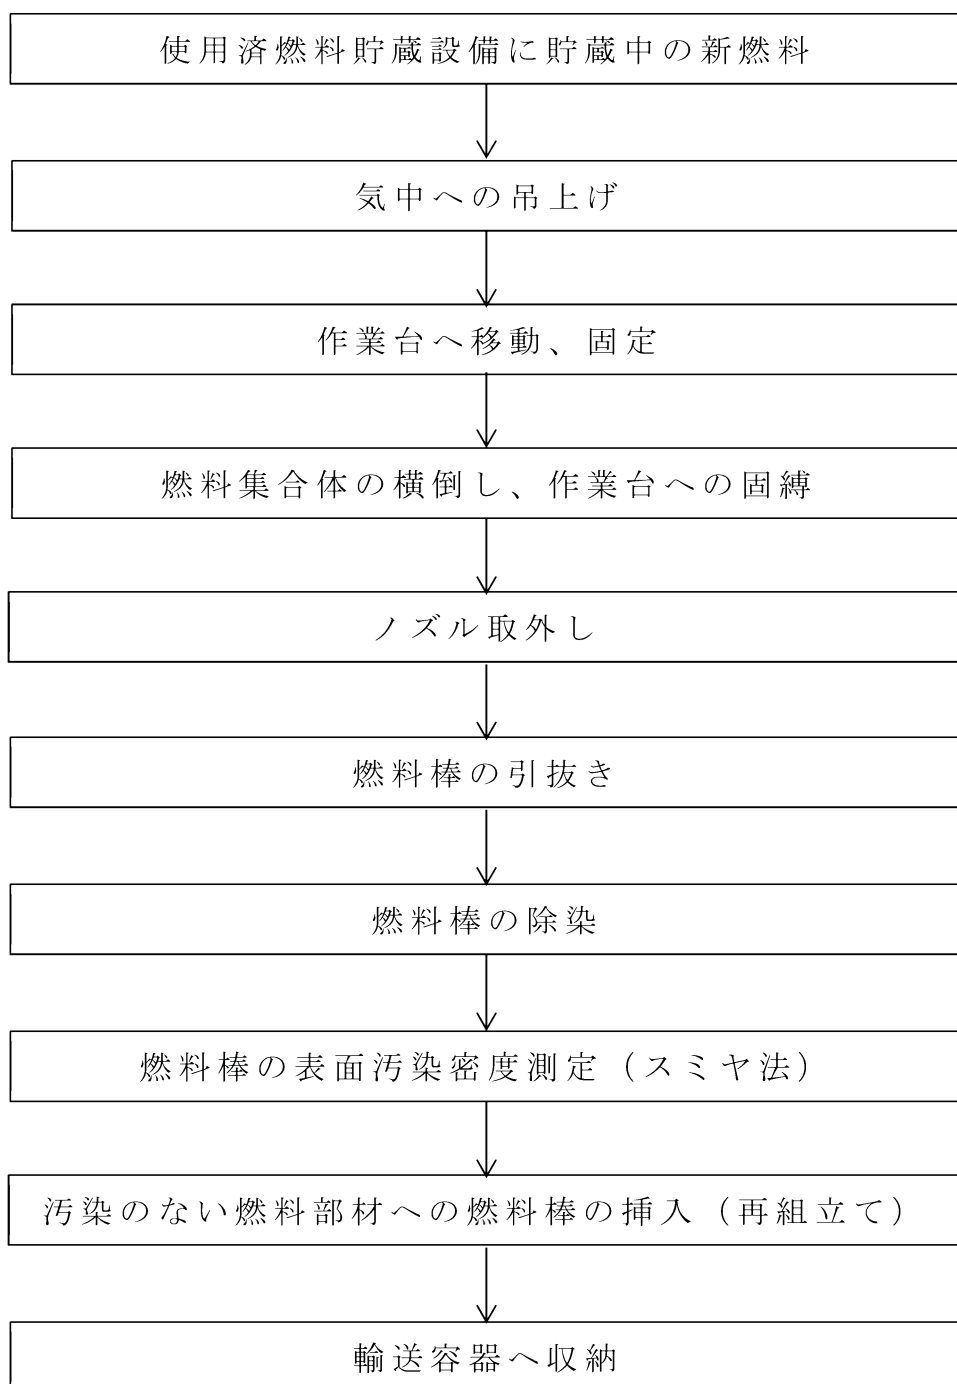 使用済燃料貯蔵設備に貯蔵中の新燃料
気中への吊上げ
作業台へ移動、固定
燃料集合体の横倒し、作業台への固縛
ノズル取外し
燃料棒の引抜き
燃料棒の除染
燃料棒の表面汚染密度測定（スミヤ法）
汚染のない燃料部材への燃料棒の挿入（再組立て）
輸送容器へ収納